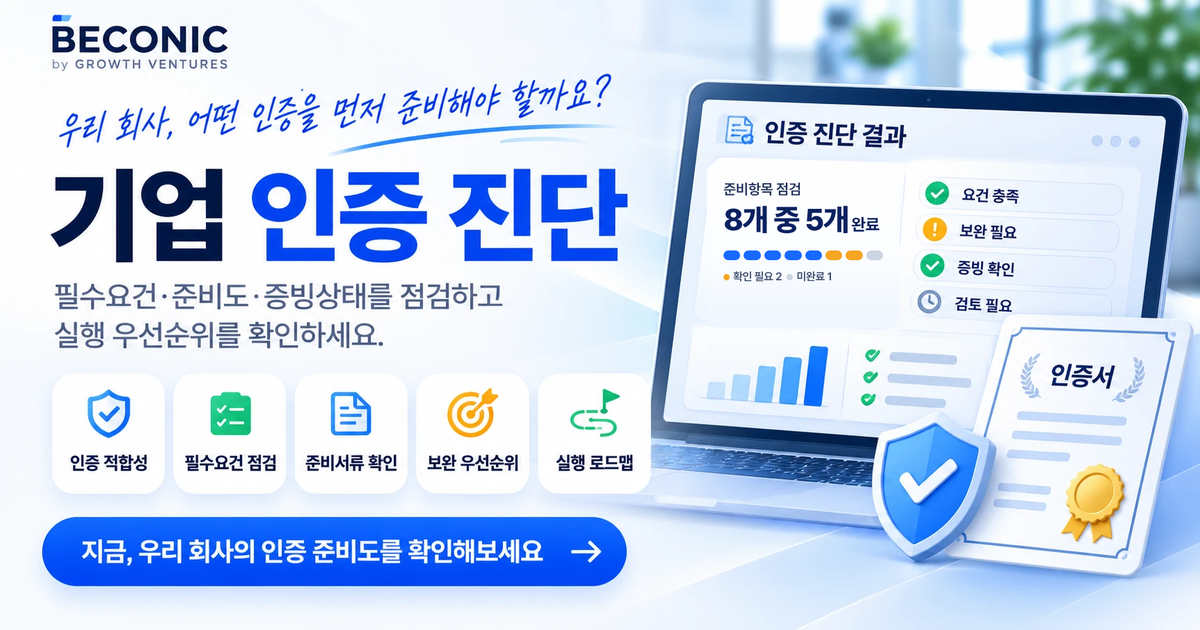 BECONIC
by GROWTH VENTURES
우리 회사, 어떤 인증을 먼저 준비해야 할까요?
기업 인증 진단
필수요건·준비도·증빙상태를 점검하고
실행 우선순위를 확인하세요.
인증 적합성
필수요건 점검
준비서류 확인
보완 우선순위
실행 로드맵
지금, 우리 회사의 인증 준비도를 확인해보세요 →
인증 진단 결과
준비항목 점검
8개 중 5개 완료
확인 필요 2 미완료 1
요건 충족
보완 필요
증빙 확인
검토 필요
인증서